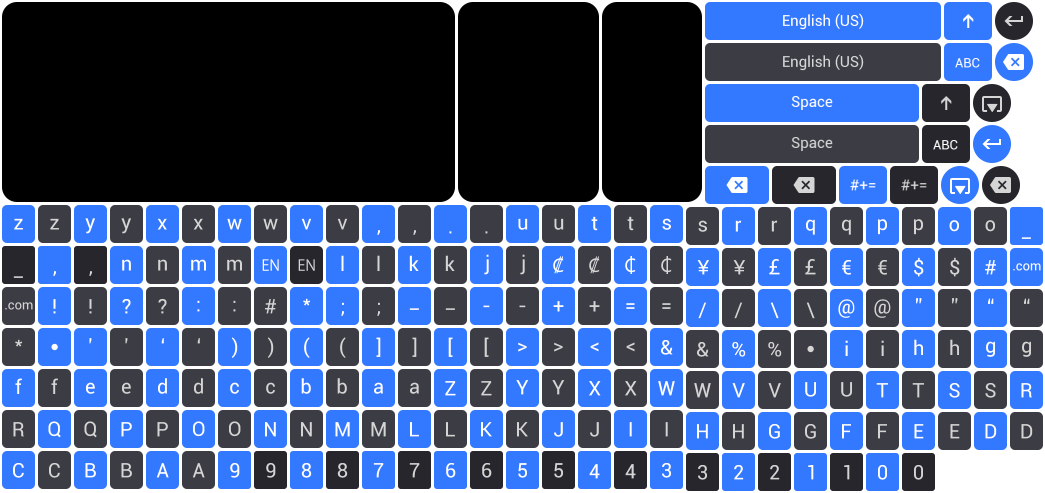 English (US) ↑
English (US) ABC
Space ↑
Space ABC
#+= #+=
z z y y x x w w v v , , . . u u t t s s r r q q p p o o _
_ , , n n m m EN EN l l k k j j ₡ ₡ ₵ ₵ ¥ ¥ £ £ € € $ $ # .com
.com ! ! ? ? : : # * ; ; – – - - + + = = / / \ \ @ @ " " “ “
* • ' ' ‘ ‘ ) ) ( ( ] ] [ [ > > < < & & % % • i i h h g g
f f e e d d c c b b a a Z Z Y Y X X W W V V U U T T S S R
R Q Q P P O O N N M M L L K K J J I I H H G G F F E E D D
C C B B A A 9 9 8 8 7 7 6 6 5 5 4 4 3 3 2 2 1 1 0 0